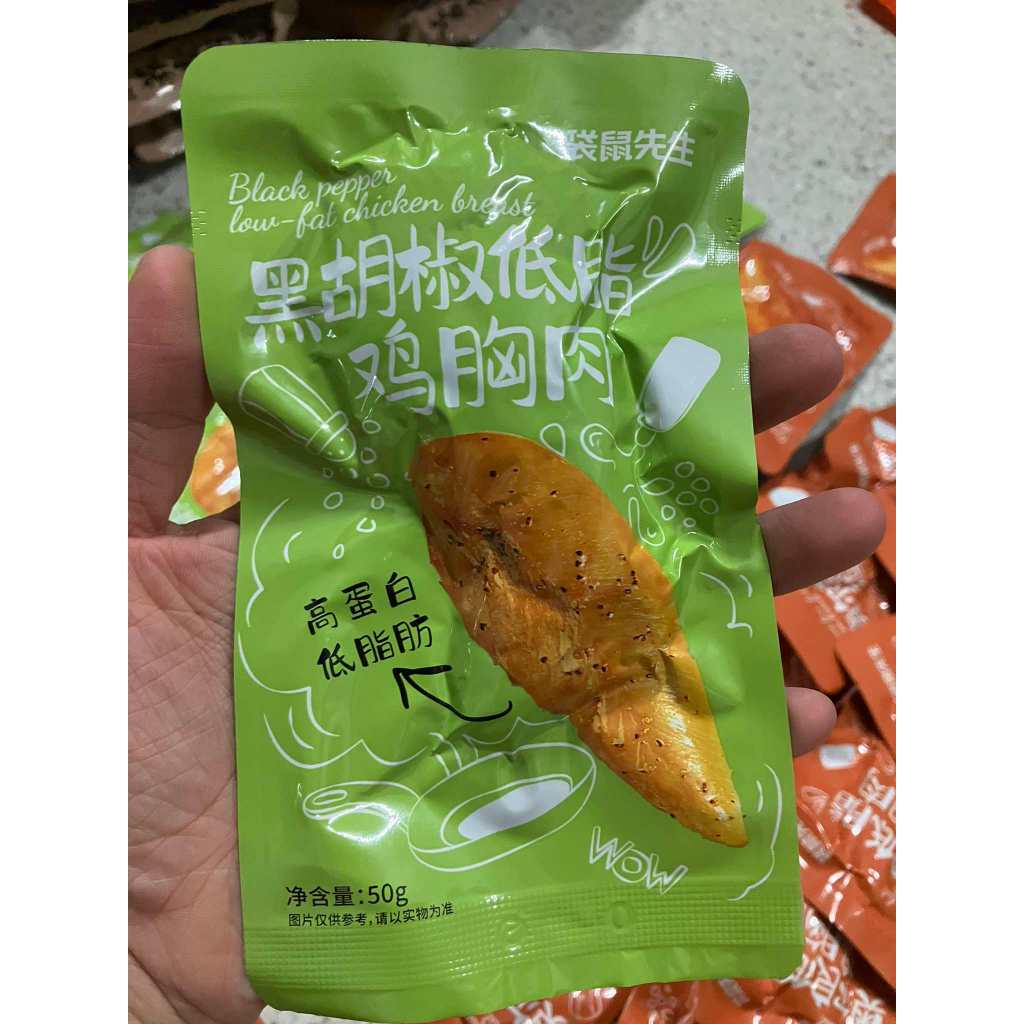 袋鼠先生
Black pepper
low-fat chicken breast
黑胡椒低脂
鸡胸肉
高蛋白
低脂肪
WOW
净含量:50g
图片仅供参考,请以实物为准